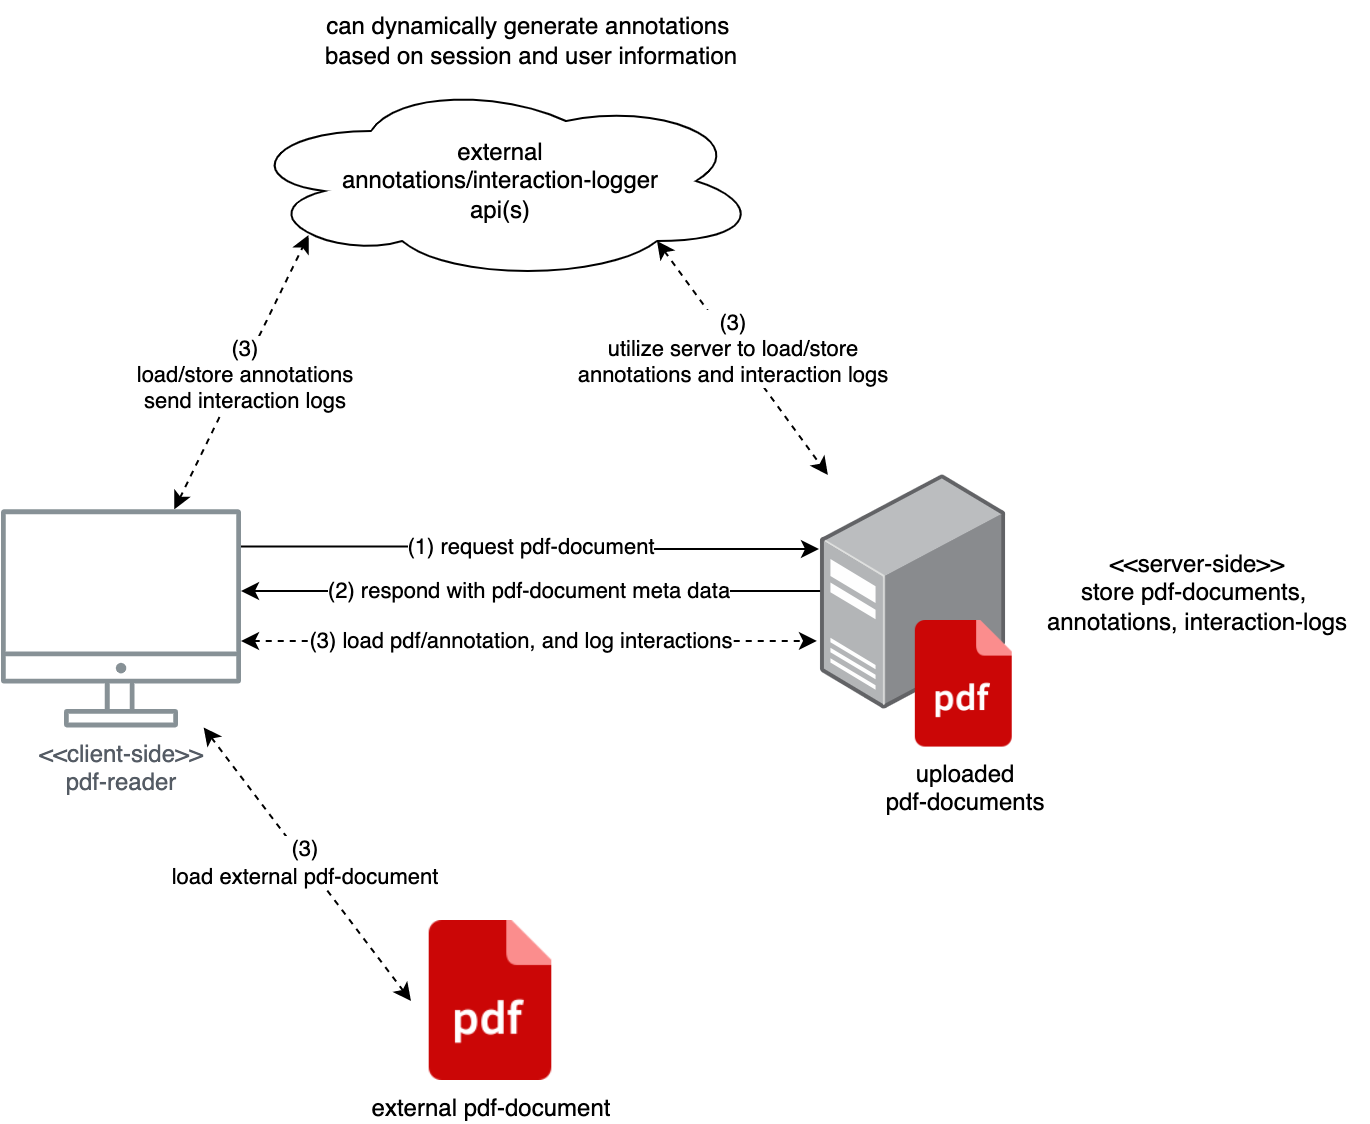 can dynamically generate annotations
based on session and user information
external
annotations/interaction-logger
api(s)
(3)
load/store annotations
send interaction logs
(3)
utilize server to load/store
annotations and interaction logs
(1) request pdf-document
(2) respond with pdf-document meta data
(3) load pdf/annotation, and log interactions
<<server-side>>
store pdf-documents,
annotations, interaction-logs
pdf
uploaded
pdf-documents
<<client-side>>
pdf-reader
(3)
load external pdf-document
pdf
external pdf-document